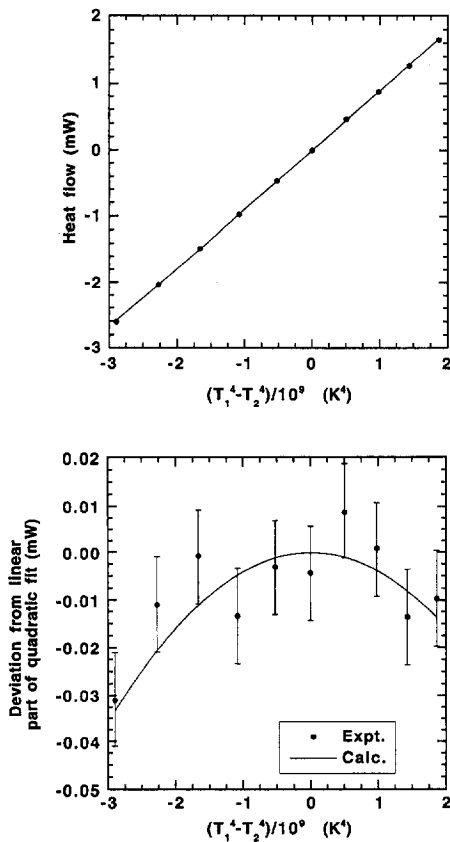 2
1
0
-1
-2
-3
Heat flow (mW)
-3 -2 -1 0 1 2
(T₁⁴-T₂⁴)/10⁹ (K⁴)
0.02
0.01
0.00
-0.01
-0.02
-0.03
-0.04
-0.05
Deviation from linear
part of quadratic fit (mW)
Expt.
Calc.
-3 -2 -1 0 1 2
(T₁⁴-T₂⁴)/10⁹ (K⁴)